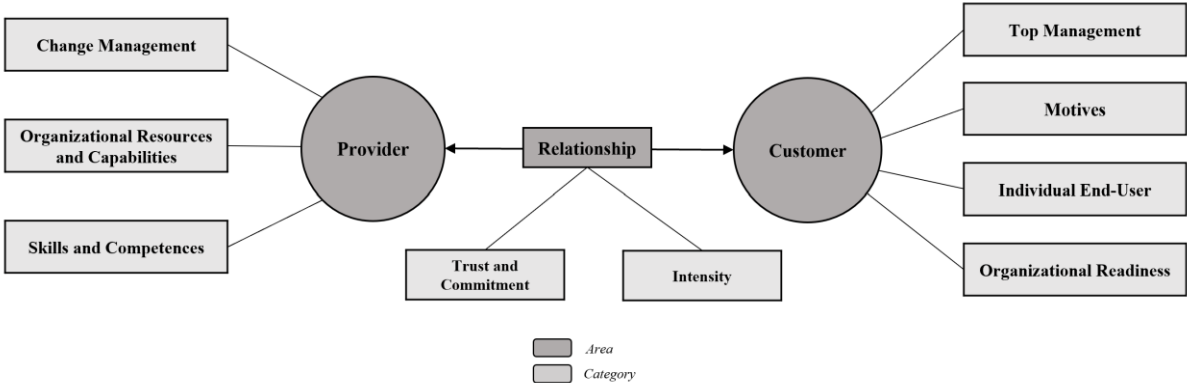 Change Management
Organizational Resources
and Capabilities
Skills and Competences
Provider
Relationship
Trust and
Commitment
Intensity
Customer
Top Management
Motives
Individual End-User
Organizational Readiness
Area
Category